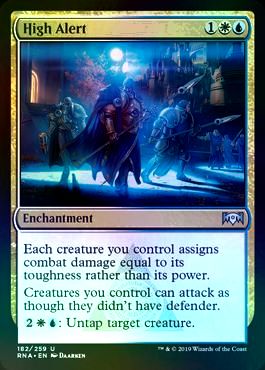 High Alert 1
Enchantment
Each creature you control assigns
combat damage equal to its
toughness rather than its power.
Creatures you control can attack as
though they didn't have defender.
2 : Untap target creature.
182/259 U
RNA • EN DAARKEN
™ & © 2019 Wizards of the Coast